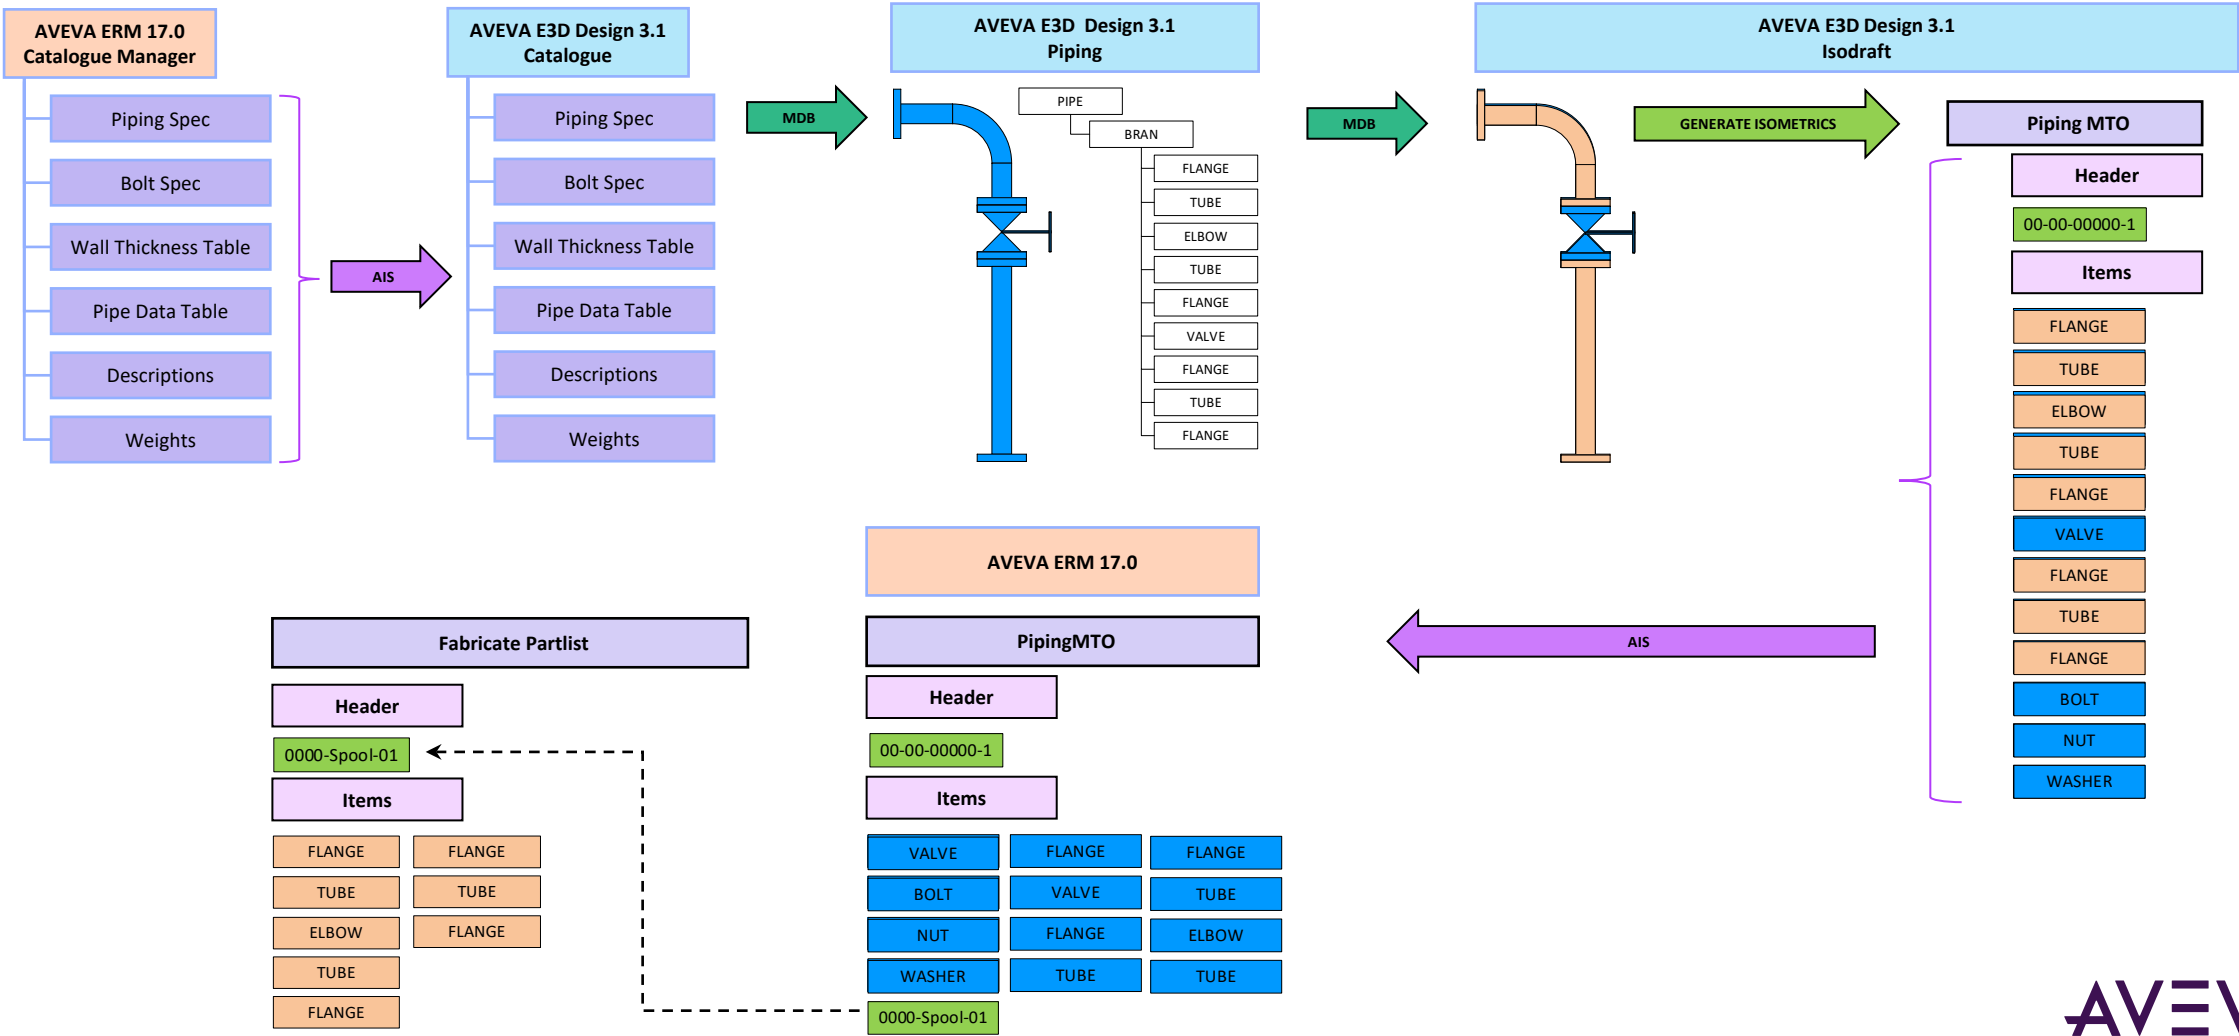 AVEVA ERM 17.0
Catalogue Manager
Piping Spec
Bolt Spec
Wall Thickness Table
Pipe Data Table
Descriptions
Weights
AIS
AVEVA E3D Design 3.1
Catalogue
Piping Spec
Bolt Spec
Wall Thickness Table
Pipe Data Table
Descriptions
Weights
MDB
AVEVA E3D Design 3.1
Piping
PIPE
BRAN
FLANGE
TUBE
ELBOW
TUBE
FLANGE
VALVE
FLANGE
TUBE
FLANGE
MDB
AVEVA E3D Design 3.1
Isodraft
GENERATE ISOMETRICS
Piping MTO
Header
00-00-00000-1
Items
FLANGE
TUBE
ELBOW
TUBE
FLANGE
VALVE
FLANGE
TUBE
FLANGE
BOLT
NUT
WASHER
AIS
AVEVA ERM 17.0
PipingMTO
Header
00-00-00000-1
Items
VALVE FLANGE FLANGE
BOLT VALVE TUBE
NUT FLANGE ELBOW
WASHER TUBE TUBE
0000-Spool-01
Fabricate Partlist
Header
0000-Spool-01
Items
FLANGE FLANGE
TUBE TUBE
ELBOW FLANGE
TUBE
FLANGE
AVEV